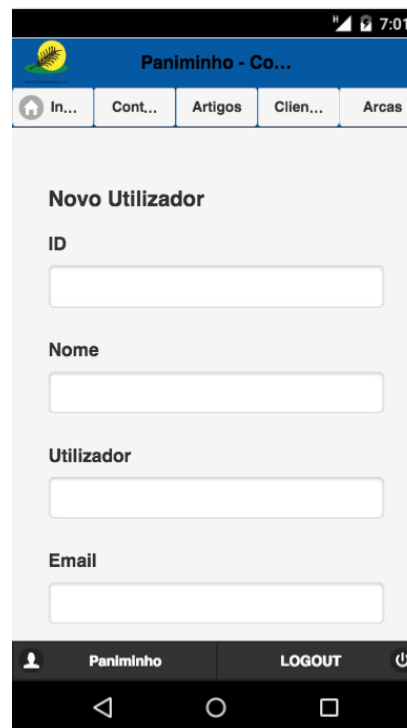 H 7:01
Paniminho - Co...
In... Cont... Artigos Clien... Arcas
Novo Utilizador
ID
Nome
Utilizador
Email
Paniminho LOGOUT